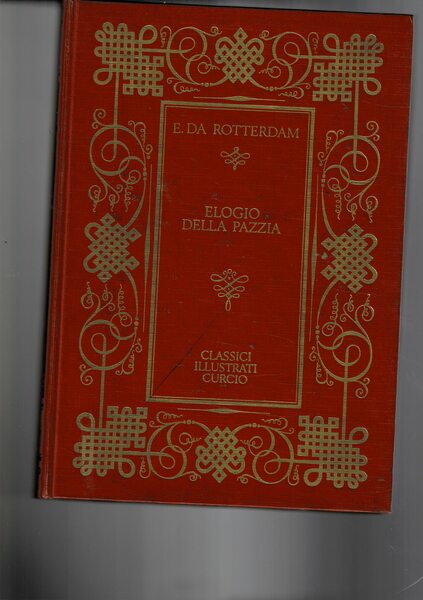 E. DA ROTTERDAM
ELOGIO
DELLA PAZZIA
CLASSICI
ILLUSTRATI
CURCIO